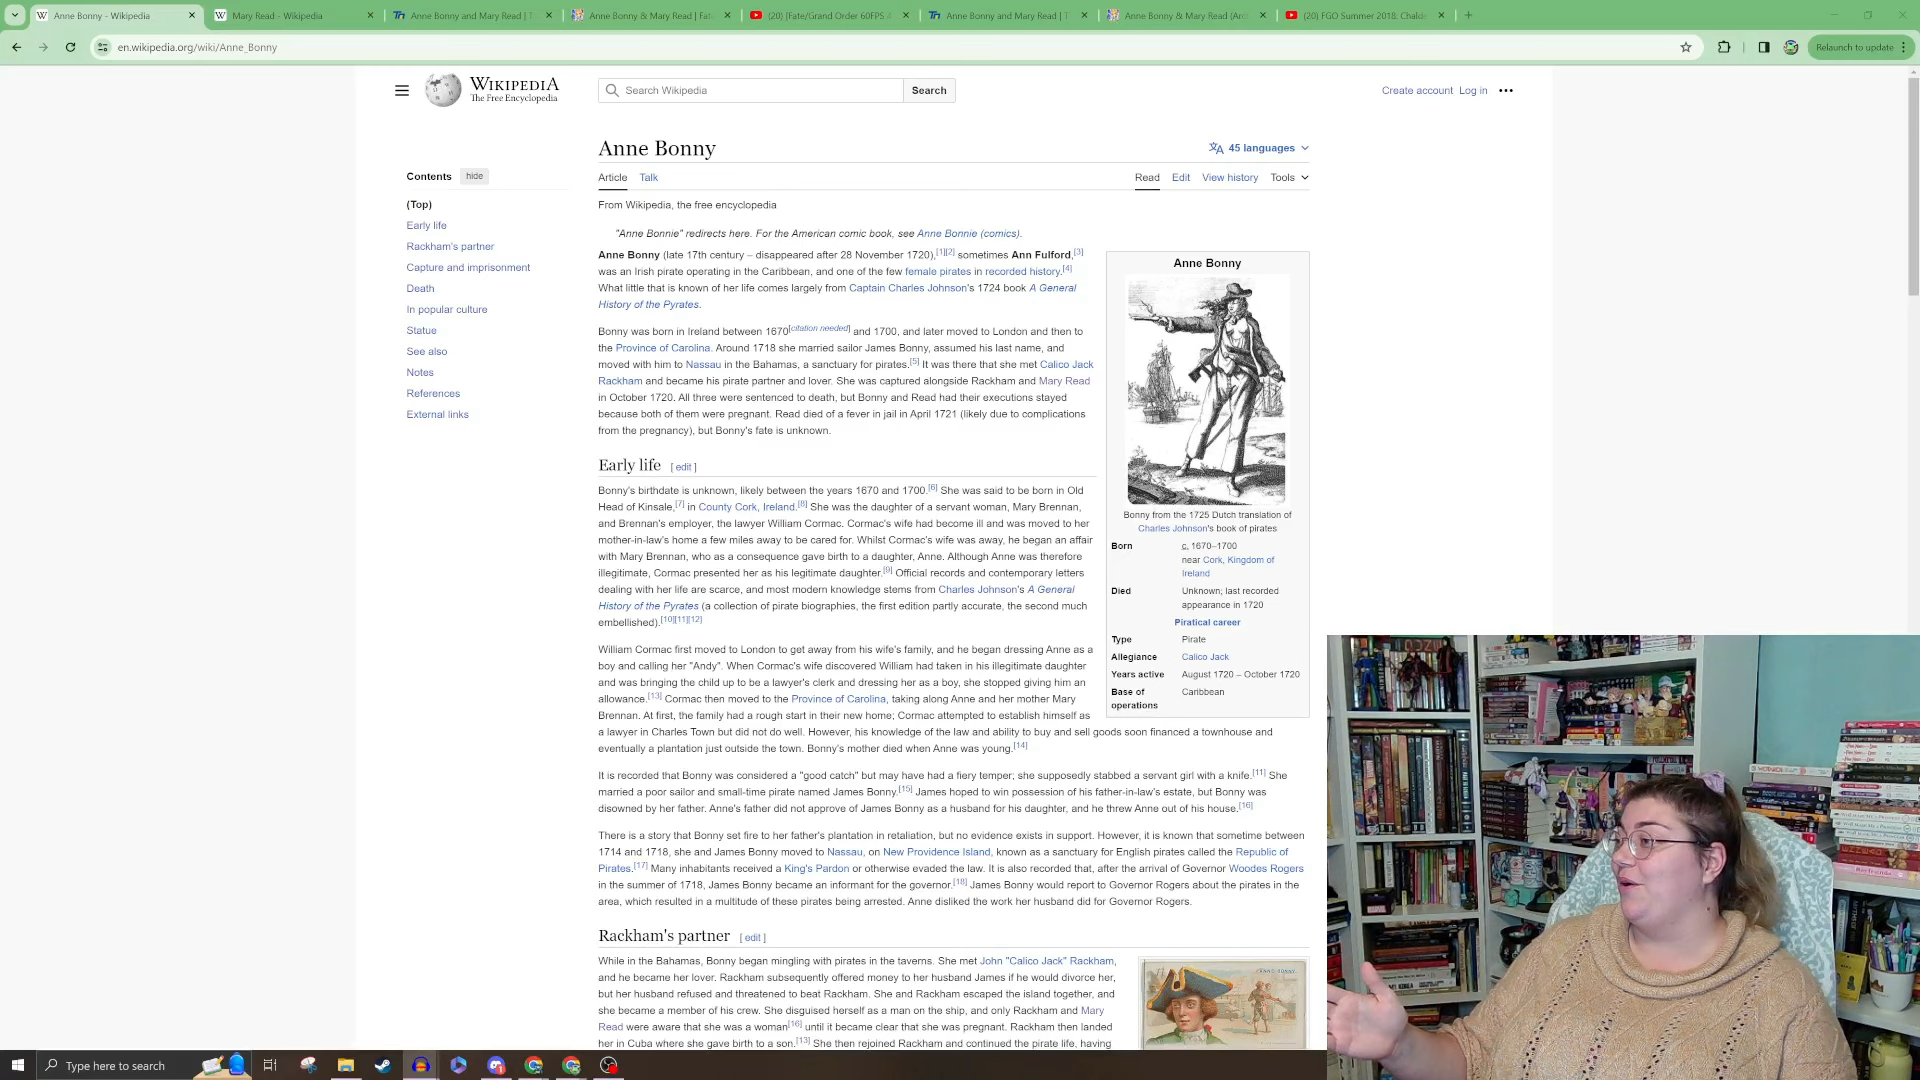 Anne Bonny - Wikipedia
Mary Read - Wikipedia
Anne Bonny and Mary Read | T
Anne Bonny & Mary Read | Fat
(20) [Fate/Grand Order 60FPS A
Anne Bonny and Mary Read | T
Anne Bonny & Mary Read (Arc
(20) FGO Summer 2018: Chalde
en.wikipedia.org/wiki/Anne_Bonny
Relaunch to update
WIKIPEDIA
The Free Encyclopedia
Search Wikipedia
Search
Create account Log in
Anne Bonny
45 languages
Contents hide
(Top)
Early life
Rackham's partner
Capture and imprisonment
Death
In popular culture
Statue
See also
Notes
References
External links
Article Talk
Read Edit View history Tools
From Wikipedia, the free encyclopedia
"Anne Bonnie" redirects here. For the American comic book, see Anne Bonnie (comics).
Anne Bonny (late 17th century – disappeared after 28 November 1720),[1][2] sometimes Ann Fulford,[3]
was an Irish pirate operating in the Caribbean, and one of the few female pirates in recorded history.[4]
What little that is known of her life comes largely from Captain Charles Johnson's 1724 book A General
History of the Pyrates.
Bonny was born in Ireland between 1670[citation needed] and 1700, and later moved to London and then to
the Province of Carolina. Around 1718 she married sailor James Bonny, assumed his last name, and
moved with him to Nassau in the Bahamas, a sanctuary for pirates.[5] It was there that she met Calico Jack
Rackham and became his pirate partner and lover. She was captured alongside Rackham and Mary Read
in October 1720. All three were sentenced to death, but Bonny and Read had their executions stayed
because both of them were pregnant. Read died of a fever in jail in April 1721 (likely due to complications
from the pregnancy), but Bonny's fate is unknown.
Anne Bonny
Bonny from the 1725 Dutch translation of
Charles Johnson's book of pirates
Born c. 1670–1700
near Cork, Kingdom of
Ireland
Died Unknown; last recorded
appearance in 1720
Piratical career
Type Pirate
Allegiance Calico Jack
Years active August 1720 – October 1720
Base of Caribbean
operations
Early life [ edit ]
Bonny's birthdate is unknown, likely between the years 1670 and 1700.[6] She was said to be born in Old
Head of Kinsale,[7] in County Cork, Ireland.[8] She was the daughter of a servant woman, Mary Brennan,
and Brennan's employer, the lawyer William Cormac. Cormac's wife had become ill and was moved to her
mother-in-law's home a few miles away to be cared for. Whilst Cormac's wife was away, he began an affair
with Mary Brennan, who as a consequence gave birth to a daughter, Anne. Although Anne was therefore
illegitimate, Cormac presented her as his legitimate daughter.[9] Official records and contemporary letters
dealing with her life are scarce, and most modern knowledge stems from Charles Johnson's A General
History of the Pyrates (a collection of pirate biographies, the first edition partly accurate, the second much
embellished).[10][11][12]
William Cormac first moved to London to get away from his wife's family, and he began dressing Anne as a
boy and calling her "Andy". When Cormac's wife discovered William had taken in his illegitimate daughter
and was bringing the child up to be a lawyer's clerk and dressing her as a boy, she stopped giving him an
allowance.[13] Cormac then moved to the Province of Carolina, taking along Anne and her mother Mary
Brennan. At first, the family had a rough start in their new home; Cormac attempted to establish himself as
a lawyer in Charles Town but did not do well. However, his knowledge of the law and ability to buy and sell goods soon financed a townhouse and
eventually a plantation just outside the town. Bonny's mother died when Anne was young.[14]
It is recorded that Bonny was considered a "good catch" but may have had a fiery temper; she supposedly stabbed a servant girl with a knife.[11] She
married a poor sailor and small-time pirate named James Bonny.[15] James hoped to win possession of his father-in-law's estate, but Bonny was
disowned by her father. Anne's father did not approve of James Bonny as a husband for his daughter, and he threw Anne out of his house.[16]
There is a story that Bonny set fire to her father's plantation in retaliation, but no evidence exists in support. However, it is known that sometime between
1714 and 1718, she and James Bonny moved to Nassau, on New Providence Island, known as a sanctuary for English pirates called the Republic of
Pirates.[17] Many inhabitants received a King's Pardon or otherwise evaded the law. It is also recorded that, after the arrival of Governor Woodes Rogers
in the summer of 1718, James Bonny became an informant for the governor.[18] James Bonny would report to Governor Rogers about the pirates in the
area, which resulted in a multitude of these pirates being arrested. Anne disliked the work her husband did for Governor Rogers.
Rackham's partner [ edit ]
While in the Bahamas, Bonny began mingling with pirates in the taverns. She met John "Calico Jack" Rackham,
and he became her lover. Rackham subsequently offered money to her husband James if he would divorce her,
but her husband refused and threatened to beat Rackham. She and Rackham escaped the island together, and
she became a member of his crew. She disguised herself as a man on the ship, and only Rackham and Mary
Read were aware that she was a woman[16] until it became clear that she was pregnant. Rackham then landed
her in Cuba where she gave birth to a son.[13] She then rejoined Rackham and continued the pirate life, having
Type here to search